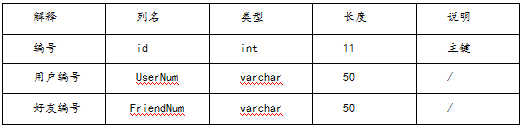 解释 列名 类型 长度 说明
编号 id int 11 主键
用户编号 UserNum varchar 50 /
好友编号 FriendNum varchar 50 /